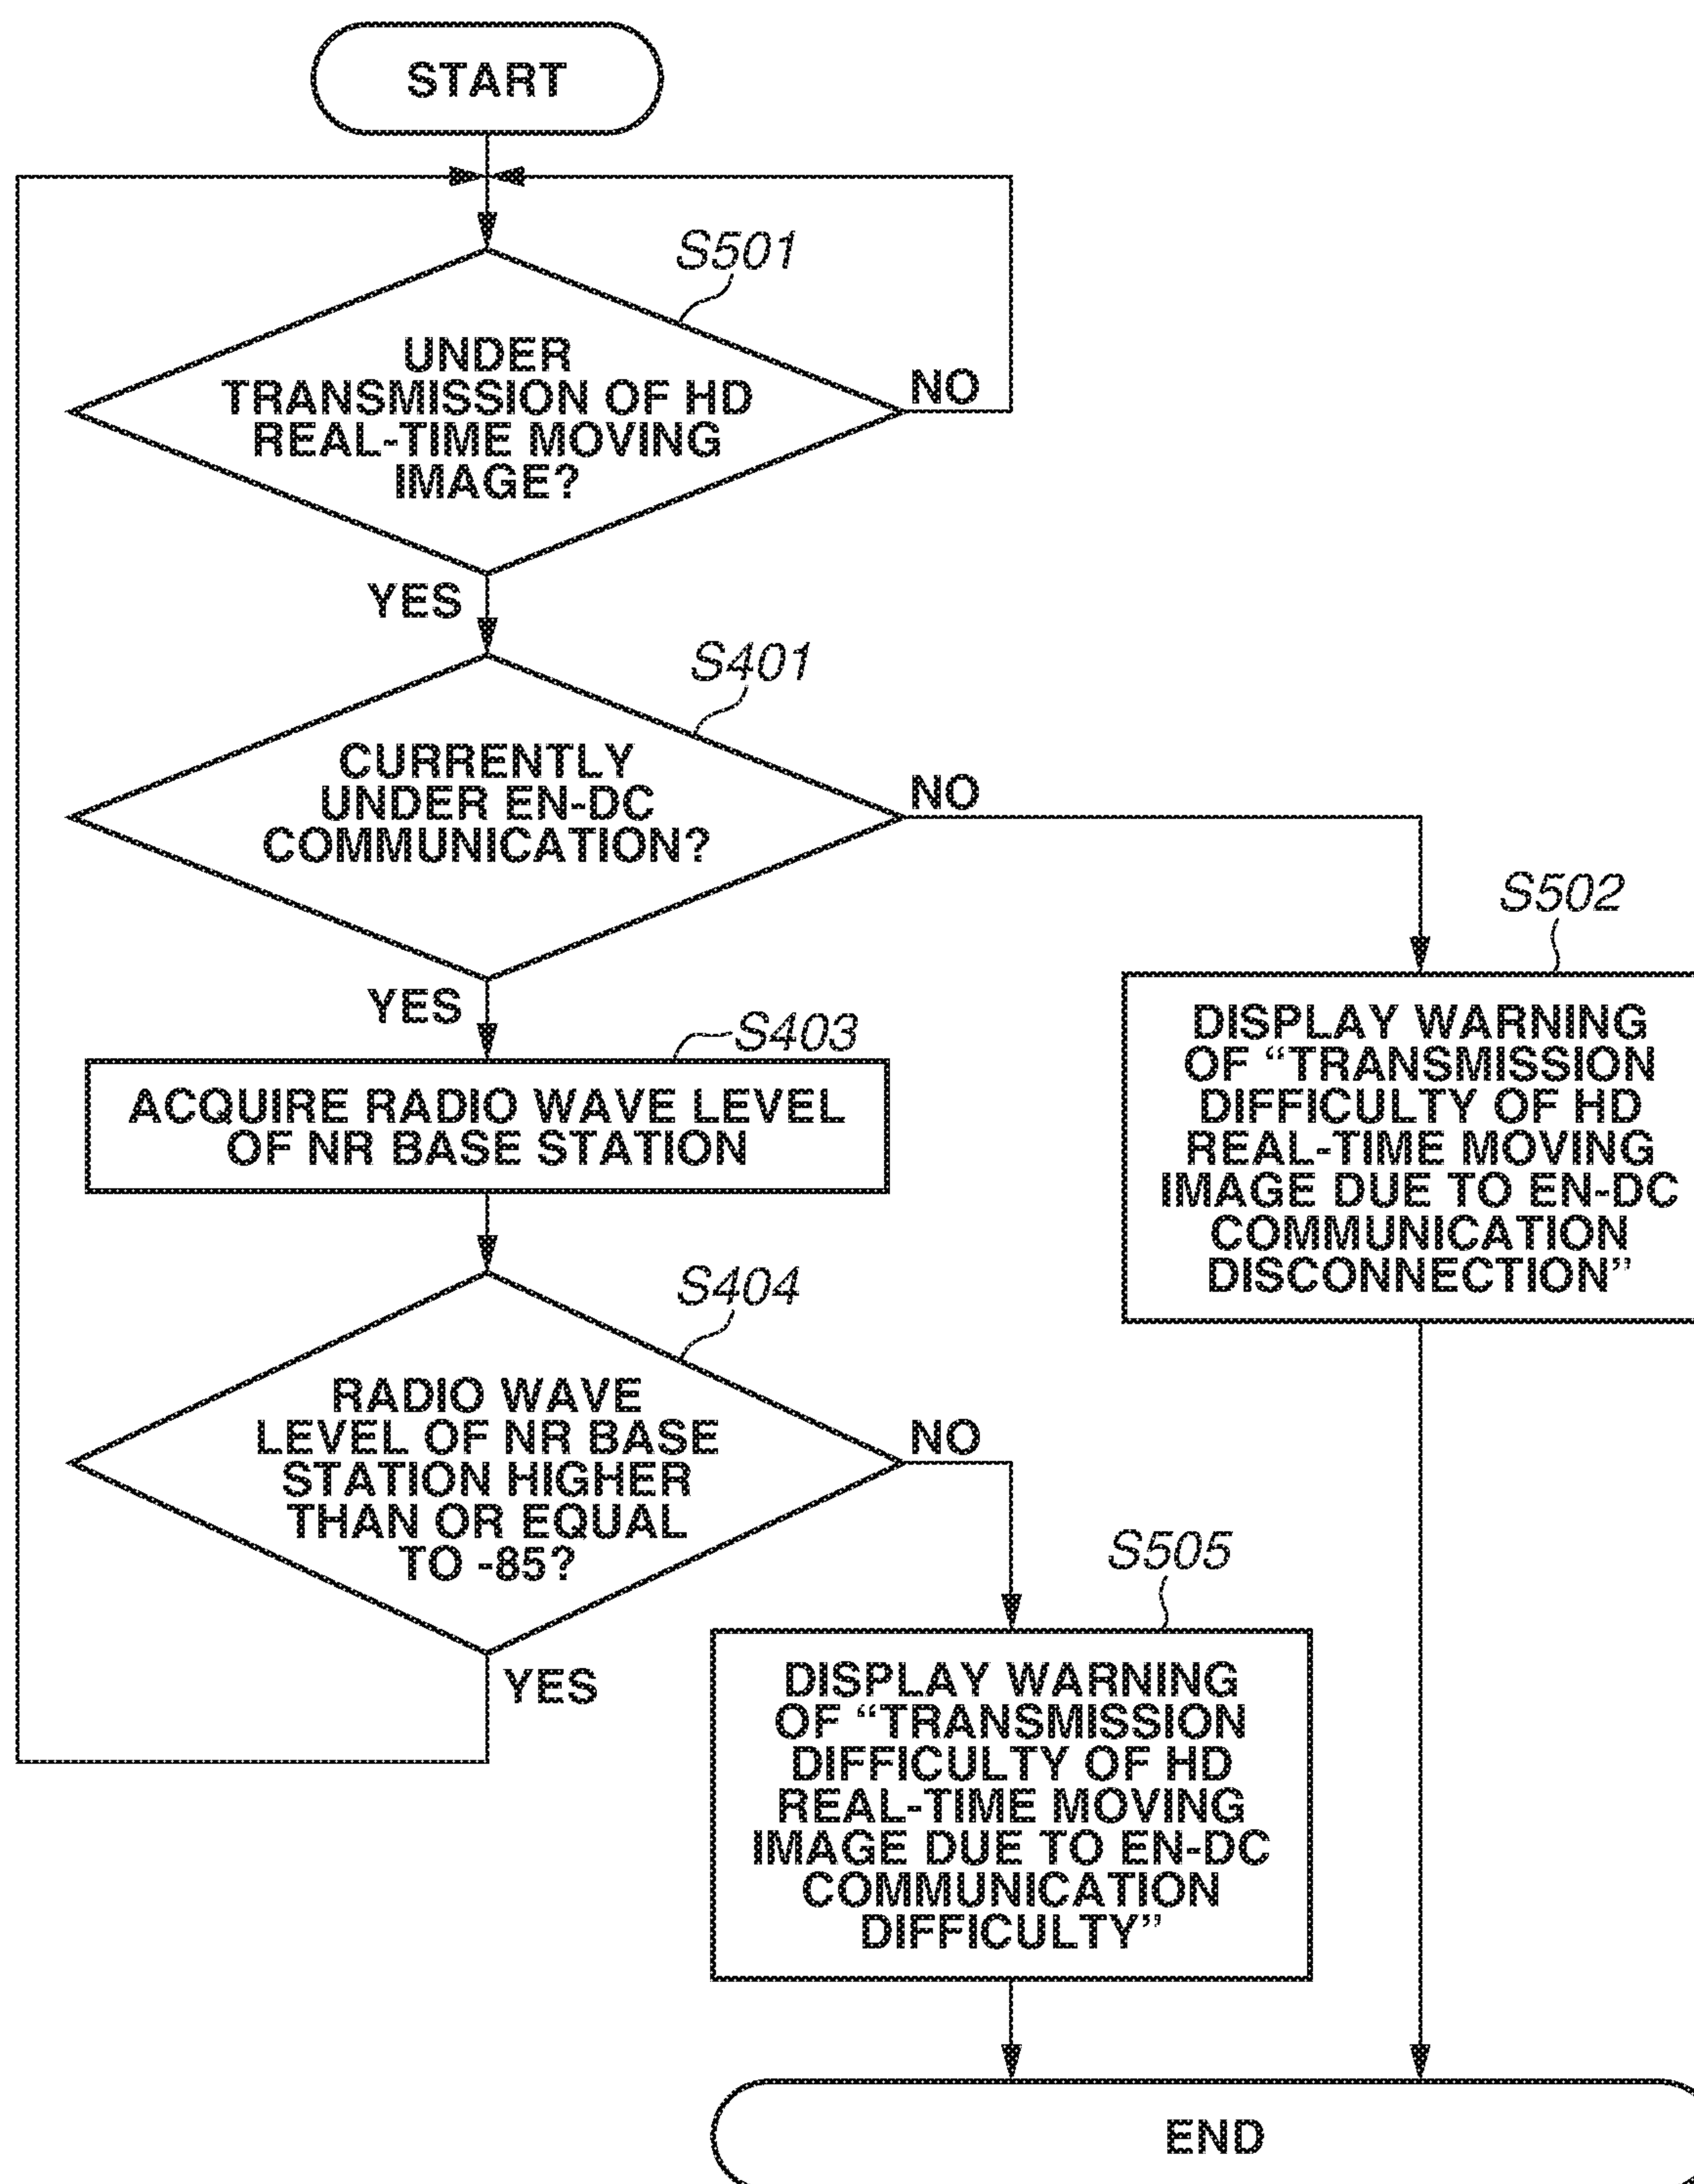 START
S501
UNDER
TRANSMISSION OF HD
REAL-TIME MOVING
IMAGE?
NO
YES
S401
CURRENTLY
UNDER EN-DC
COMMUNICATION?
NO
YES
S502
DISPLAY WARNING
OF “TRANSMISSION
DIFFICULTY OF HD
REAL-TIME MOVING
IMAGE DUE TO EN-DC
COMMUNICATION
DISCONNECTION”
S403
ACQUIRE RADIO WAVE LEVEL
OF NR BASE STATION
S404
RADIO WAVE
LEVEL OF NR BASE
STATION HIGHER
THAN OR EQUAL
TO -85?
NO
YES
S505
DISPLAY WARNING
OF “TRANSMISSION
DIFFICULTY OF HD
REAL-TIME MOVING
IMAGE DUE TO EN-DC
COMMUNICATION
DIFFICULTY”
END